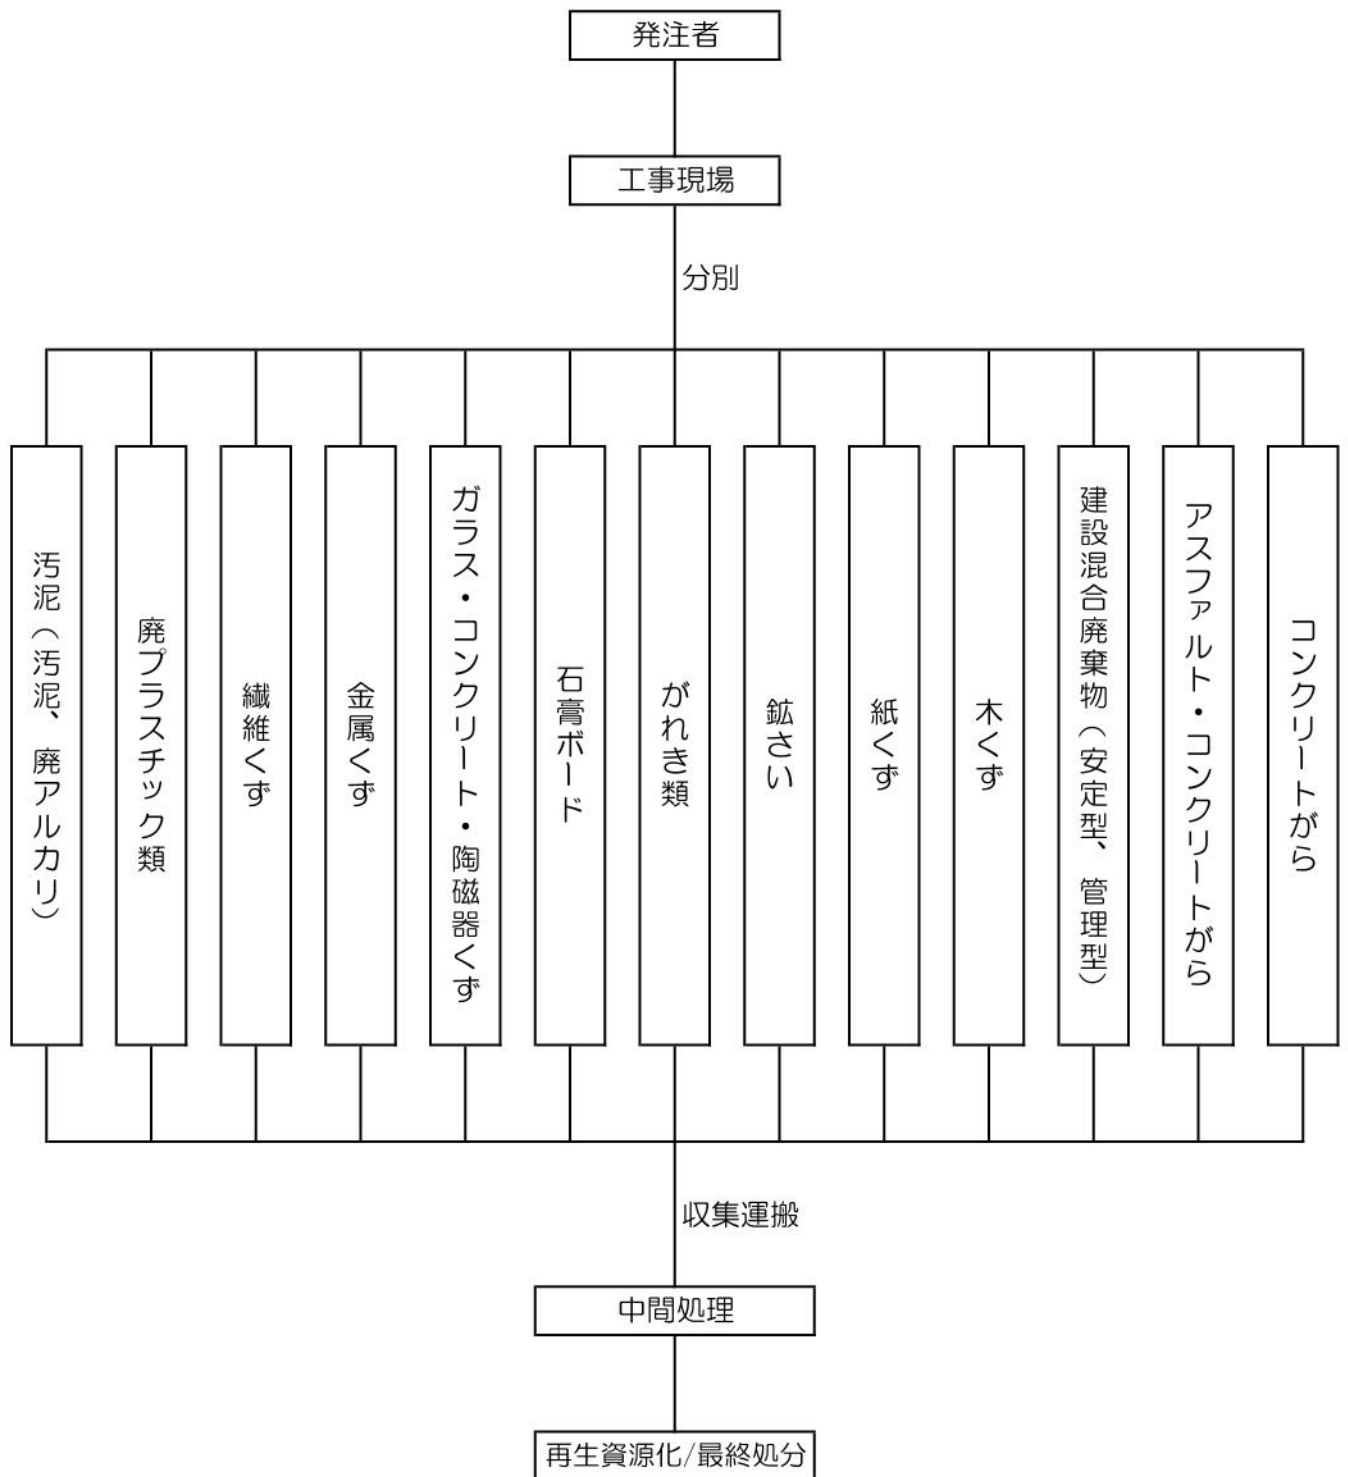 発注者
工事現場
分別
汚泥（汚泥、廃アルカリ）
廃プラスチック類
繊維くず
金属くず
ガラス・コンクリート・陶磁器くず
石膏ボード
がれき類
鉱さい
紙くず
木くず
建設混合廃棄物（安定型、管理型）
アスファルト・コンクリートがら
コンクリートがら
収集運搬
中間処理
再生資源化/最終処分